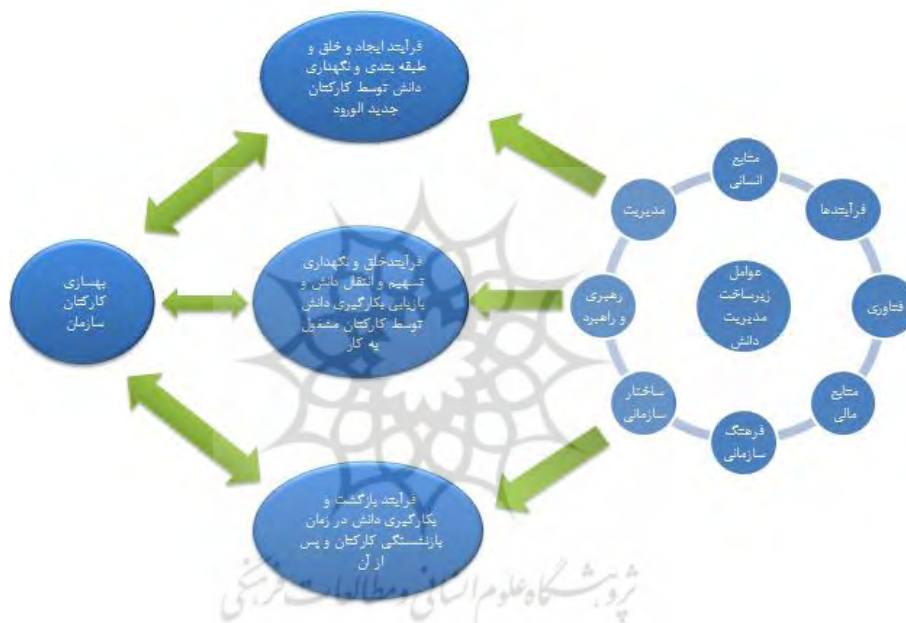 فرآیند ایجاد و خلق و
طبقه بندی و نگهداری
دانش توسط کارکنان
جدید الورود
منابع
انسانی
مدیریت
فرآیندها
بهسازی
کارکنان
سازمان
فرآیندخلق و نگهداری
تسهیم و انتقال دانش و
بازیابی بکارگیری دانش
توسط کارکنان مشغول
به کار
رهبری
و راهبرد
عوامل
زیرساخت
مدیریت
دانش
فناوری
ساختار
سازمانی
منابع
مالی
فرهنگ
سازمانی
فرآیند بازگشت و
بکارگیری دانش در زمان
بازنشستگی کارکنان و پس
از آن
پژوهشگاه علوم انسانی و مطالعات فرهنگی